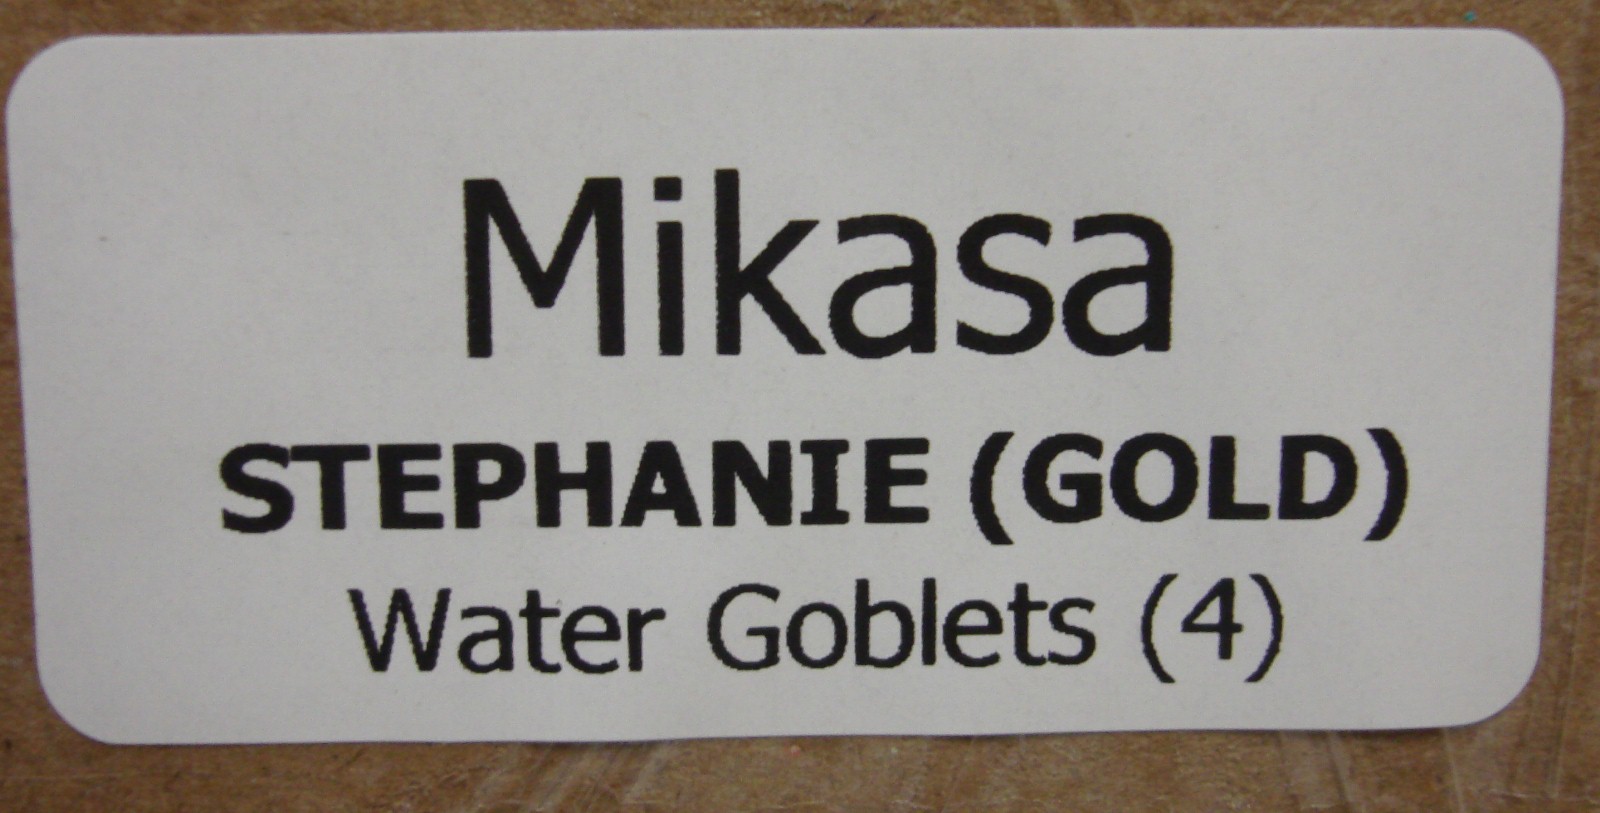 Mikasa
STEPHANIE (GOLD)
Water Goblets (4)